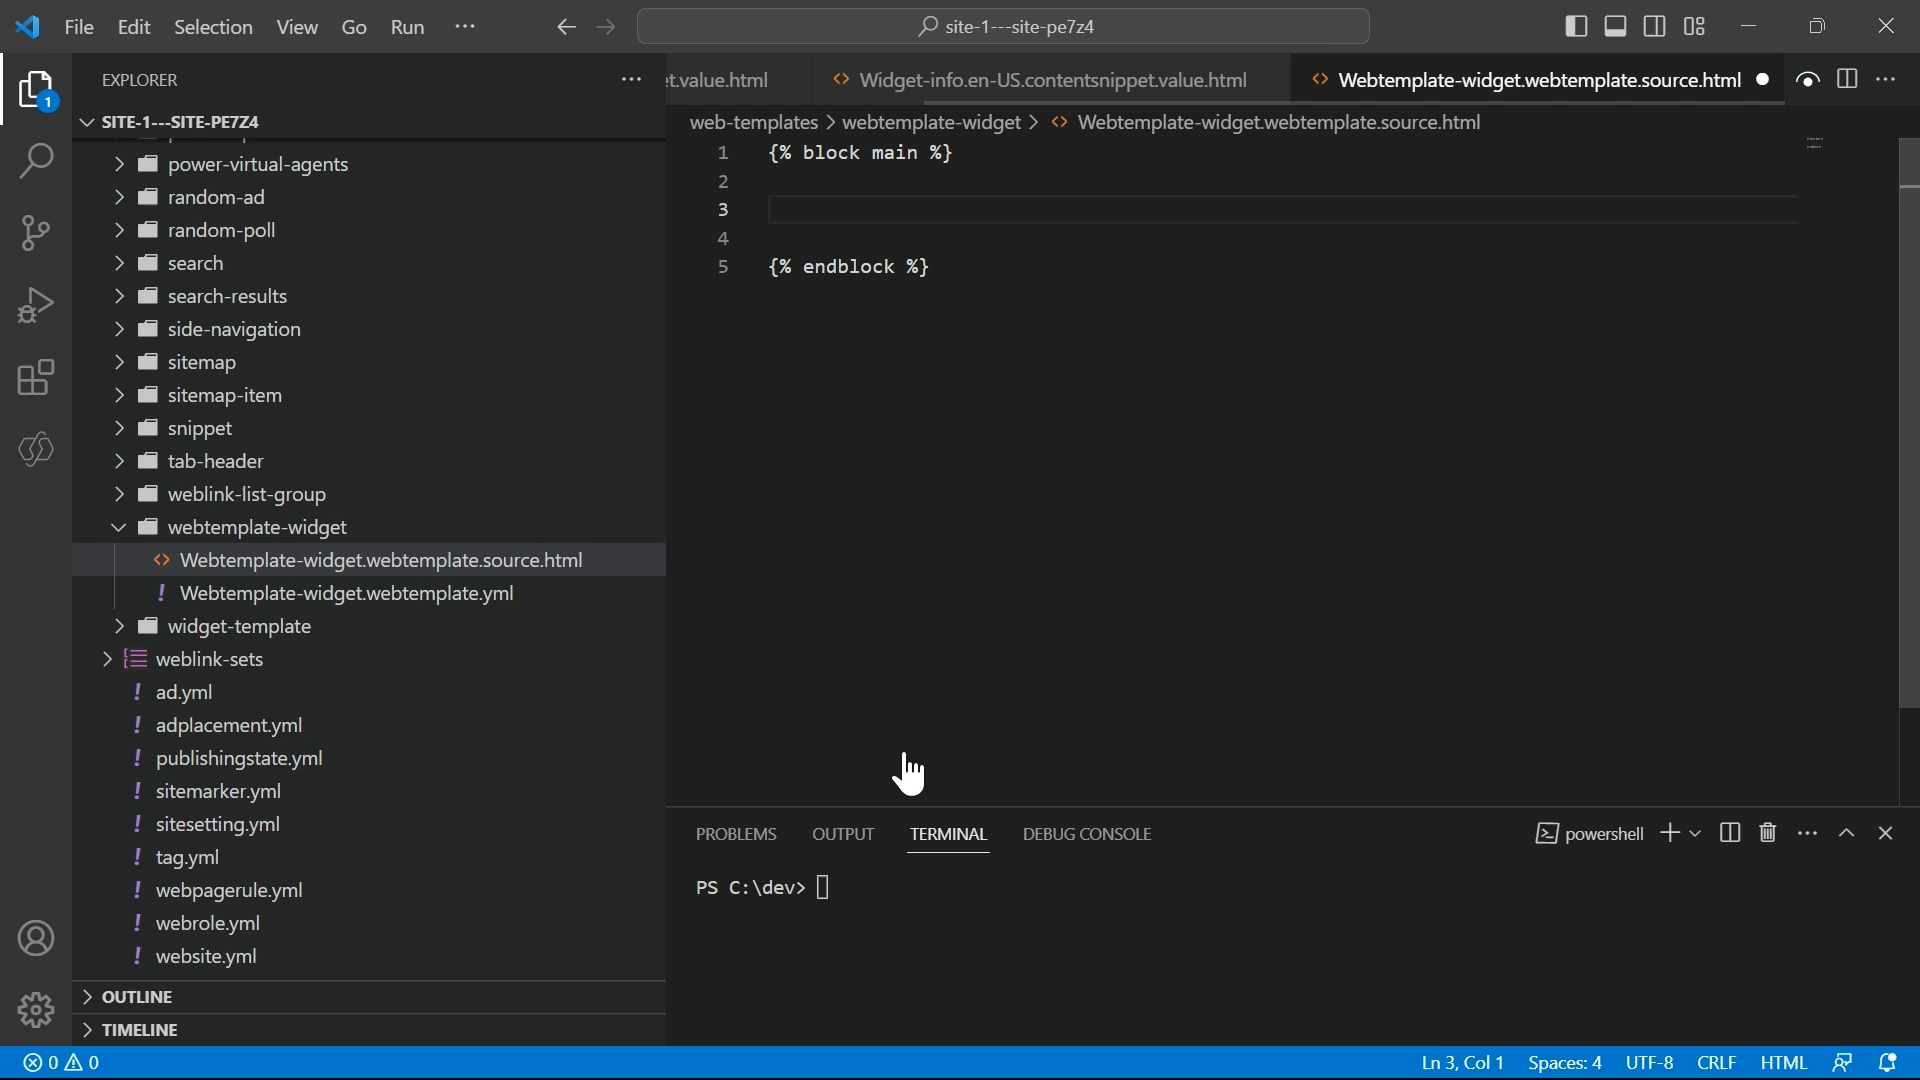 File Edit Selection View Go Run ···
site-1---site-pe7z4
EXPLORER
SITE-1---SITE-PE7Z4
power-virtual-agents
random-ad
random-poll
search
search-results
side-navigation
sitemap
sitemap-item
snippet
tab-header
weblink-list-group
webtemplate-widget
Webtemplate-widget.webtemplate.source.html
Webtemplate-widget.webtemplate.yml
widget-template
weblink-sets
ad.yml
adplacement.yml
publishingstate.yml
sitemarker.yml
sitesetting.yml
tag.yml
webpagerule.yml
webrole.yml
website.yml
OUTLINE
TIMELINE
1
t.value.html Widget-info.en-US.contentsnippet.value.html Webtemplate-widget.webtemplate.source.html
web-templates > webtemplate-widget > Webtemplate-widget.webtemplate.source.html
1 {% block main %}
2
3
4
5 {% endblock %}
PROBLEMS OUTPUT TERMINAL DEBUG CONSOLE powershell
PS C:\dev>
0 0 Ln 3, Col 1 Spaces: 4 UTF-8 CRLF HTML